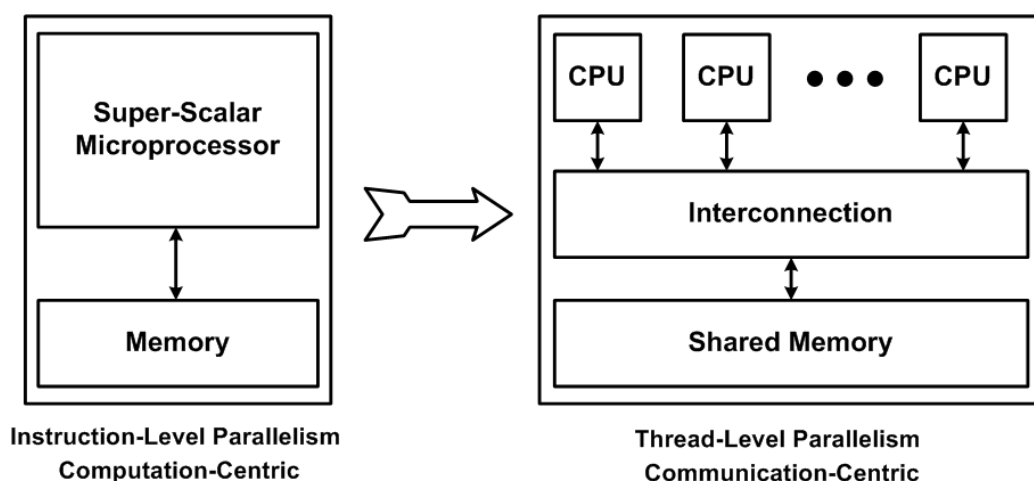 Super-Scalar
Microprocessor
Memory
Instruction-Level Parallelism
Computation-Centric
CPU
CPU
CPU
Interconnection
Shared Memory
Thread-Level Parallelism
Communication-Centric